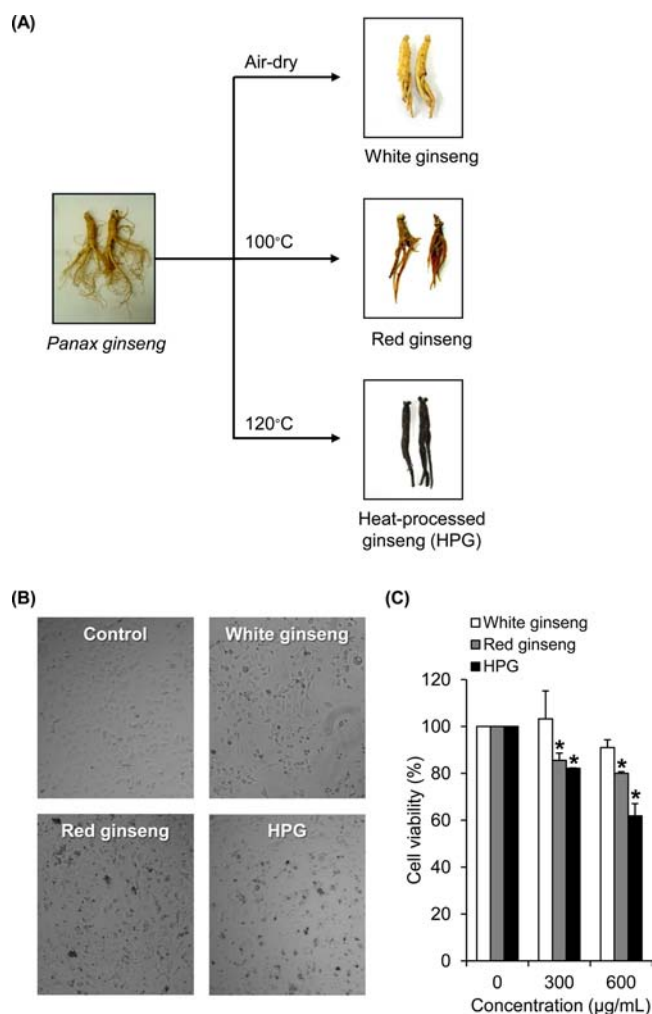 (A)
Air-dry
White ginseng
100°C
Panax ginseng
Red ginseng
120°C
Heat-processed
ginseng (HPG)
(B)
Control
White ginseng
Red ginseng
HPG
(C)
White ginseng
Red ginseng
HPG
120
100
80
60
40
20
0
Cell viability (%)
* *
* *
0 300 600
Concentration (µg/mL)